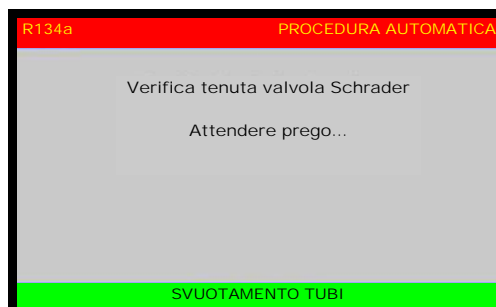 R134a PROCEDURA AUTOMATICA
Verifica tenuta valvola Schrader
Attendere prego...
SVUOTAMENTO TUBI